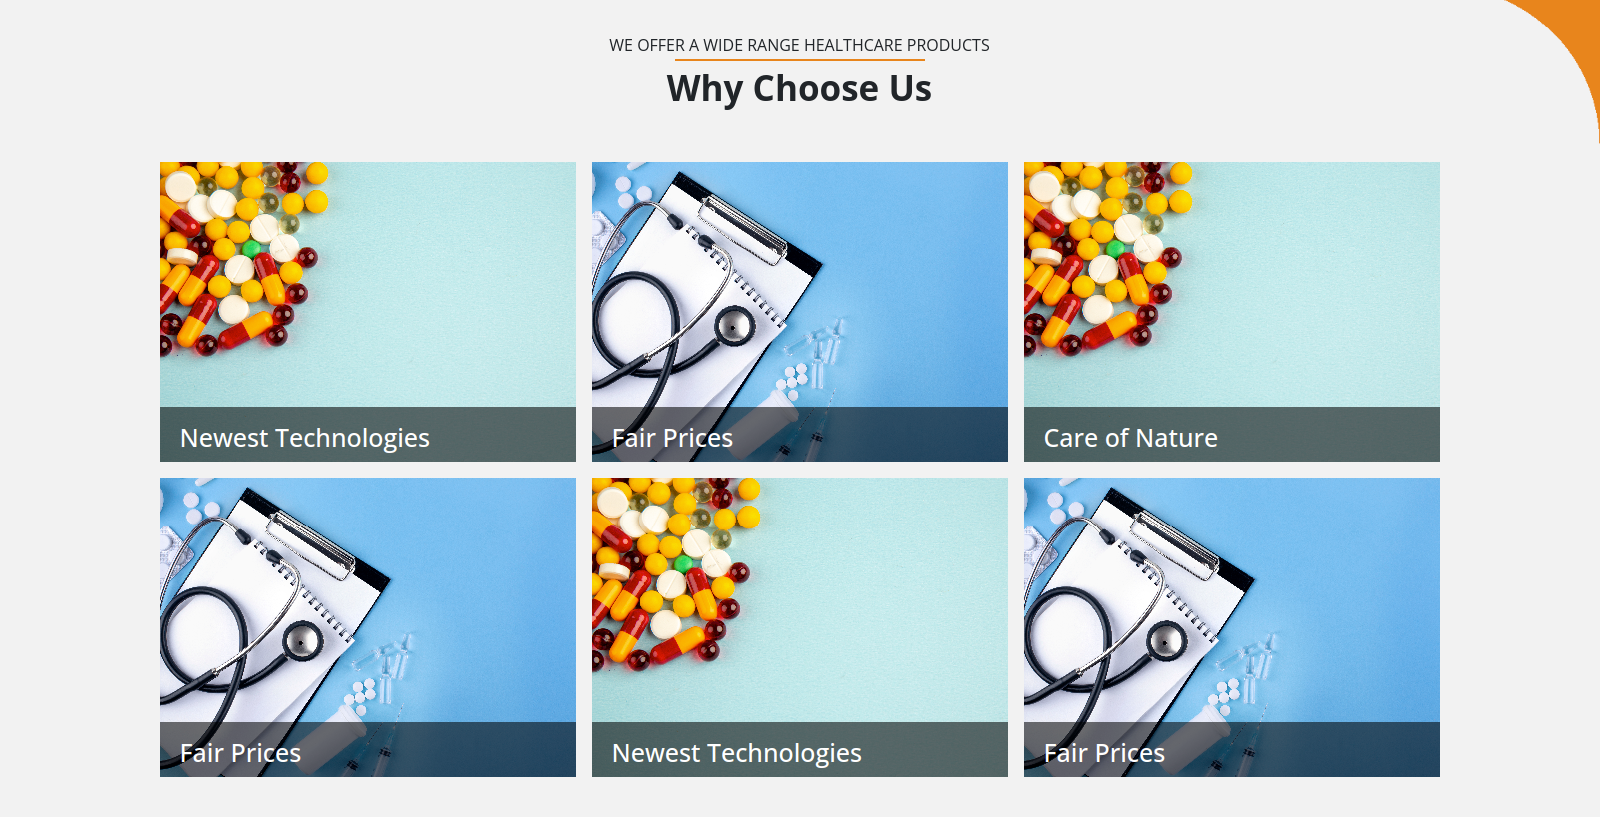 WE OFFER A WIDE RANGE HEALTHCARE PRODUCTS
Why Choose Us
Newest Technologies
Fair Prices
Care of Nature
Fair Prices
Newest Technologies
Fair Prices